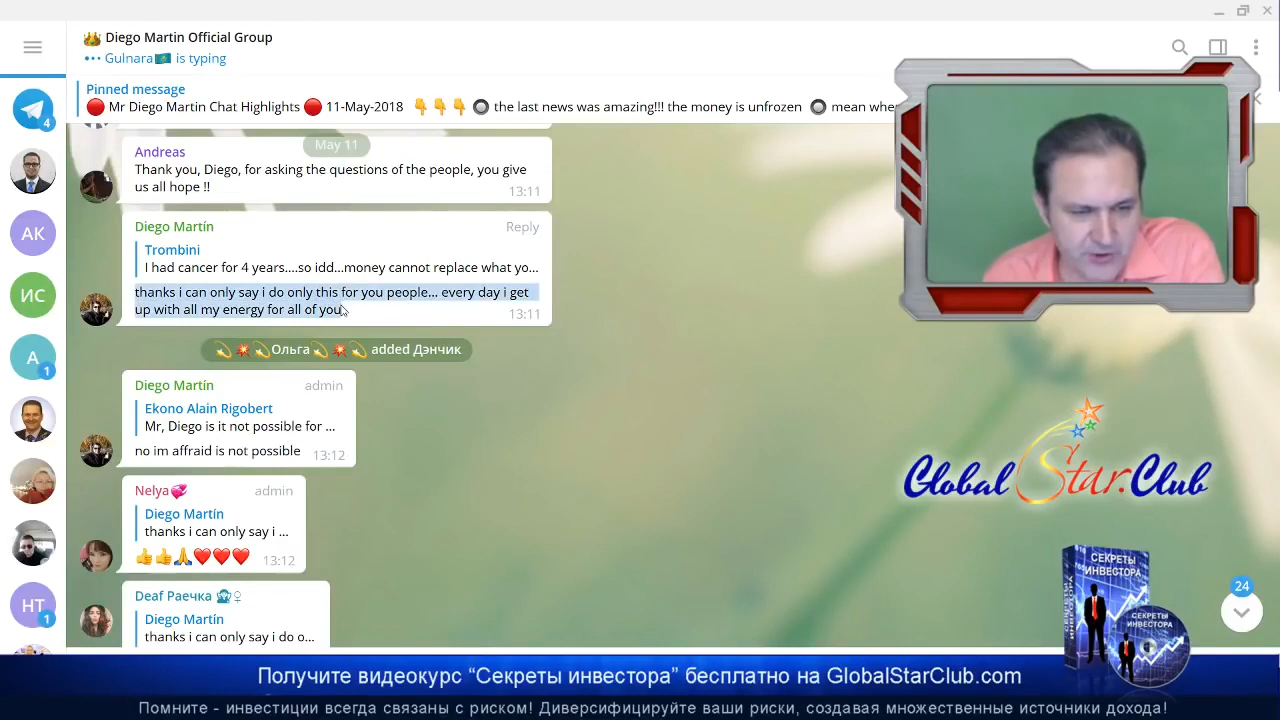 👑 Diego Martin Official Group
••• Gulnara🇰🇿 is typing
Pinned message
🔴 Mr Diego Martin Chat Highlights 🔴 11-May-2018 👇👇👇 🔘 the last news was amazing!!! the money is unfrozen 🔘 mean
May 11
Andreas
Thank you, Diego, for asking the questions of the people, you give
us all hope !!
13:11
Diego Martín Reply
Trombini
I had cancer for 4 years....so idd...money cannot replace what yo...
thanks i can only say i do only this for you people... every day i get
up with all my energy for all of you
13:11
💫💥💫Ольга💫💥💫 added Дэнчик
Diego Martín admin
Ekono Alain Rigobert
Mr, Diego is it not possible for ...
no im affraid is not possible
13:12
Nelya💞 admin
Diego Martín
thanks i can only say i ...
👍👍🙏❤️❤️❤️ 13:12
Deaf Раечка 🧏♀
Diego Martín
thanks i can only say i do o...
4
АК
ИС
А
1
НТ
1
Global Star.Club
СЕКРЕТЫ
ИНВЕСТОРА
СЕКРЕТЫ
ИНВЕСТОРА
24
Получите видеокурс “Секреты инвестора” бесплатно на GlobalStarClub.com
Помните - инвестиции всегда связаны с риском! Диверсифицируйте ваши риски, создавая множественные источники дохода!